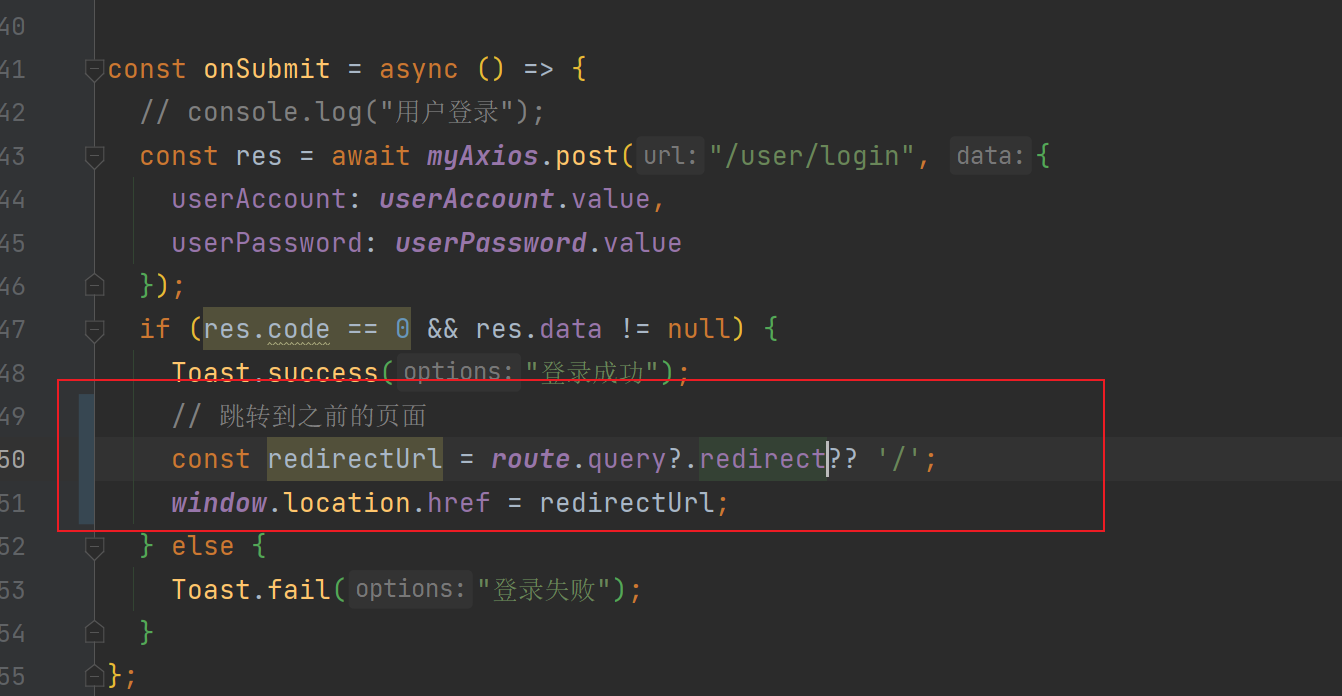 40
41 const onSubmit = async () => {
42 // console.log("用户登录");
43 const res = await myAxios.post( url: "/user/login", data: {
44 userAccount: userAccount.value,
45 userPassword: userPassword.value
46 });
47 if (res.code == 0 && res.data != null) {
48 Toast.success( options: "登录成功");
49 // 跳转到之前的页面
50 const redirectUrl = route.query?.redirect?? '/';
51 window.location.href = redirectUrl;
52 } else {
53 Toast.fail( options: "登录失败");
54 }
55 };